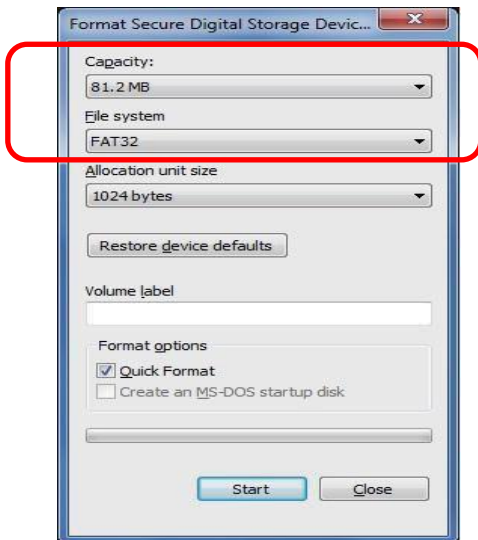 Format Secure Digital Storage Devic...
Capacity:
81.2 MB
File system
FAT32
Allocation unit size
1024 bytes
Restore device defaults
Volume label
Format options
Quick Format
Create an MS-DOS startup disk
Start Close